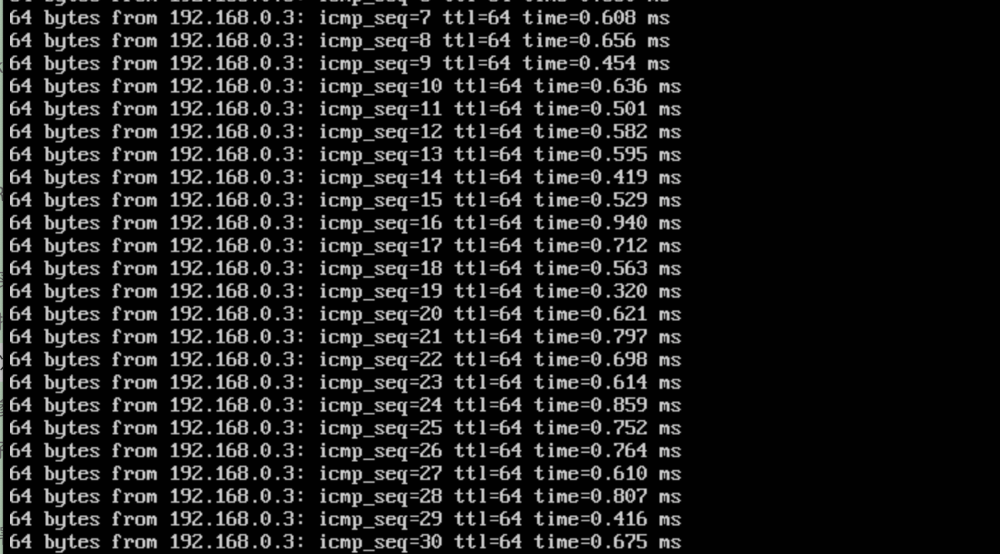 64 bytes from 192.168.0.3: icmp_seq=7 ttl=64 time=0.608 ms
64 bytes from 192.168.0.3: icmp_seq=8 ttl=64 time=0.656 ms
64 bytes from 192.168.0.3: icmp_seq=9 ttl=64 time=0.454 ms
64 bytes from 192.168.0.3: icmp_seq=10 ttl=64 time=0.636 ms
64 bytes from 192.168.0.3: icmp_seq=11 ttl=64 time=0.501 ms
64 bytes from 192.168.0.3: icmp_seq=12 ttl=64 time=0.582 ms
64 bytes from 192.168.0.3: icmp_seq=13 ttl=64 time=0.595 ms
64 bytes from 192.168.0.3: icmp_seq=14 ttl=64 time=0.419 ms
64 bytes from 192.168.0.3: icmp_seq=15 ttl=64 time=0.529 ms
64 bytes from 192.168.0.3: icmp_seq=16 ttl=64 time=0.940 ms
64 bytes from 192.168.0.3: icmp_seq=17 ttl=64 time=0.712 ms
64 bytes from 192.168.0.3: icmp_seq=18 ttl=64 time=0.563 ms
64 bytes from 192.168.0.3: icmp_seq=19 ttl=64 time=0.320 ms
64 bytes from 192.168.0.3: icmp_seq=20 ttl=64 time=0.621 ms
64 bytes from 192.168.0.3: icmp_seq=21 ttl=64 time=0.797 ms
64 bytes from 192.168.0.3: icmp_seq=22 ttl=64 time=0.698 ms
64 bytes from 192.168.0.3: icmp_seq=23 ttl=64 time=0.614 ms
64 bytes from 192.168.0.3: icmp_seq=24 ttl=64 time=0.859 ms
64 bytes from 192.168.0.3: icmp_seq=25 ttl=64 time=0.752 ms
64 bytes from 192.168.0.3: icmp_seq=26 ttl=64 time=0.764 ms
64 bytes from 192.168.0.3: icmp_seq=27 ttl=64 time=0.610 ms
64 bytes from 192.168.0.3: icmp_seq=28 ttl=64 time=0.807 ms
64 bytes from 192.168.0.3: icmp_seq=29 ttl=64 time=0.416 ms
64 bytes from 192.168.0.3: icmp_seq=30 ttl=64 time=0.675 ms